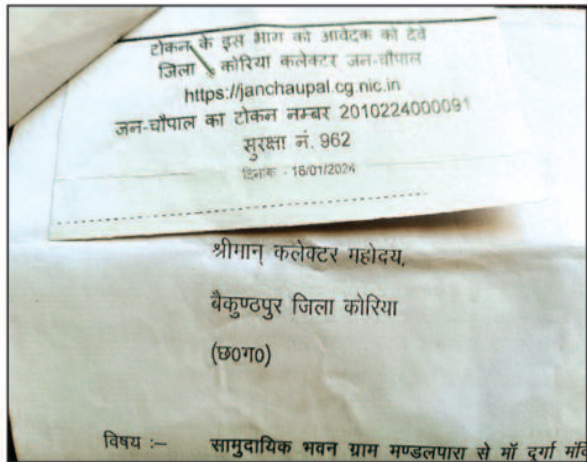 टोकन के इस भाग को आवेदक को देवे
जिला कोरिया कलेक्टर जन-चौपाल
https://janchaupal.cg.nic.in
जन-चौपाल का टोकन नम्बर 2010224000091
सुरक्षा नं. 962
दिनांक - 16/01/2024
श्रीमान् कलेक्टर महोदय,
बैकुण्ठपुर जिला कोरिया
(छ0ग0)
विषय :– सामुदायिक भवन ग्राम मण्डलपारा से माँ दुर्गा